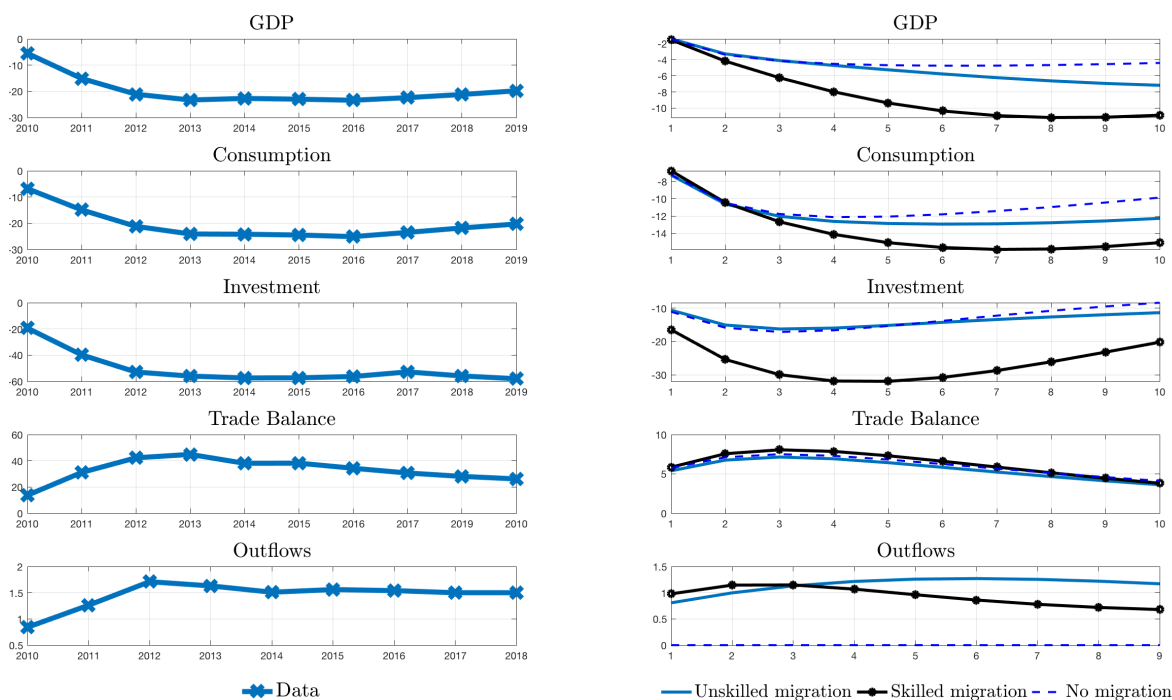 GDP
0
-10
-20
-30
2010 2011 2012 2013 2014 2015 2016 2017 2018 2019
Consumption
0
-10
-20
-30
2010 2011 2012 2013 2014 2015 2016 2017 2018 2019
Investment
0
-20
-40
-60
2010 2011 2012 2013 2014 2015 2016 2017 2018 2019
Trade Balance
60
40
20
0
2010 2011 2012 2013 2014 2015 2016 2017 2018 2010
Outflows
2
1.5
1
0.5
2010 2011 2012 2013 2014 2015 2016 2017 2018
Data
GDP
-2
-4
-6
-8
-10
1 2 3 4 5 6 7 8 9 10
Consumption
-8
-10
-12
-14
1 2 3 4 5 6 7 8 9 10
Investment
-10
-20
-30
1 2 3 4 5 6 7 8 9 10
Trade Balance
10
5
0
1 2 3 4 5 6 7 8 9 10
Outflows
1.5
1
0.5
0
1 2 3 4 5 6 7 8 9
Unskilled migration Skilled migration No migration